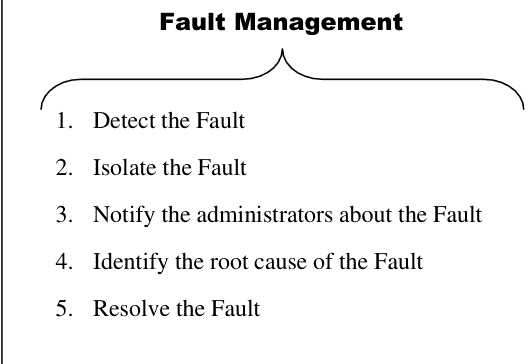 Fault Management
1. Detect the Fault
2. Isolate the Fault
3. Notify the administrators about the Fault
4. Identify the root cause of the Fault
5. Resolve the Fault